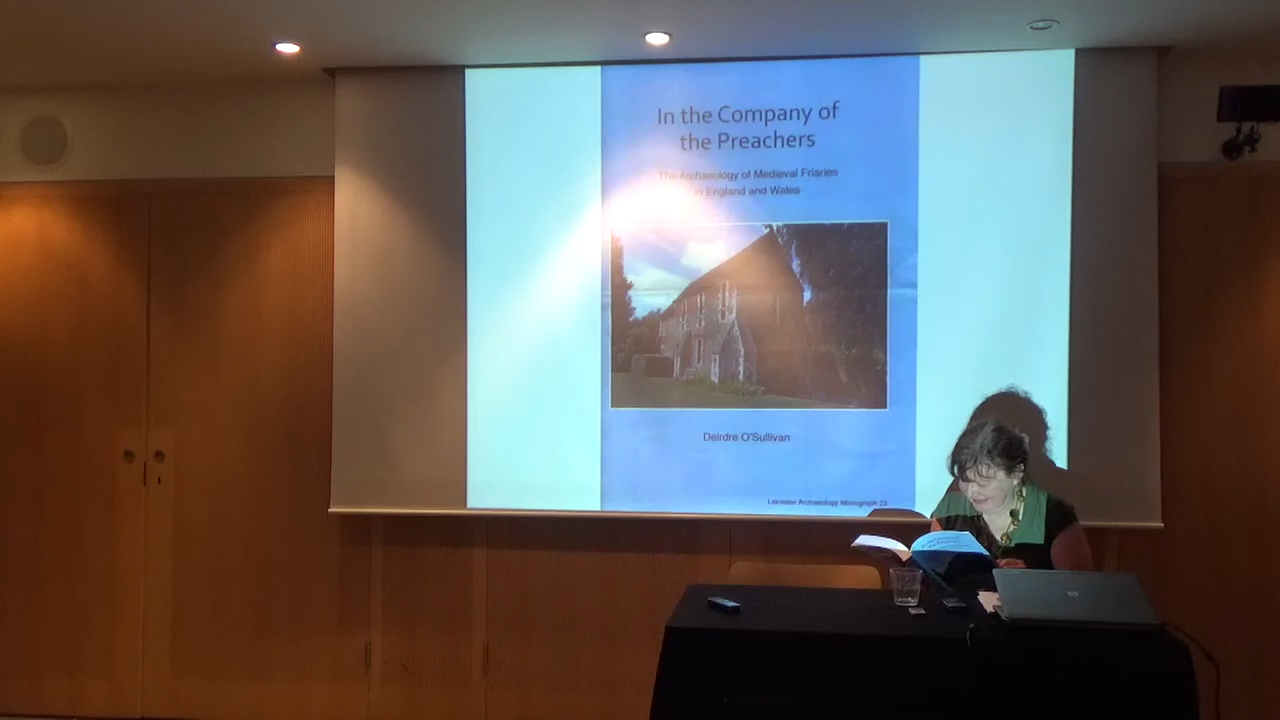 In the Company of
the Preachers
The Archaeology of Medieval Friaries
in England and Wales
Deirdre O'Sullivan
Leicester Archaeology Monograph 23